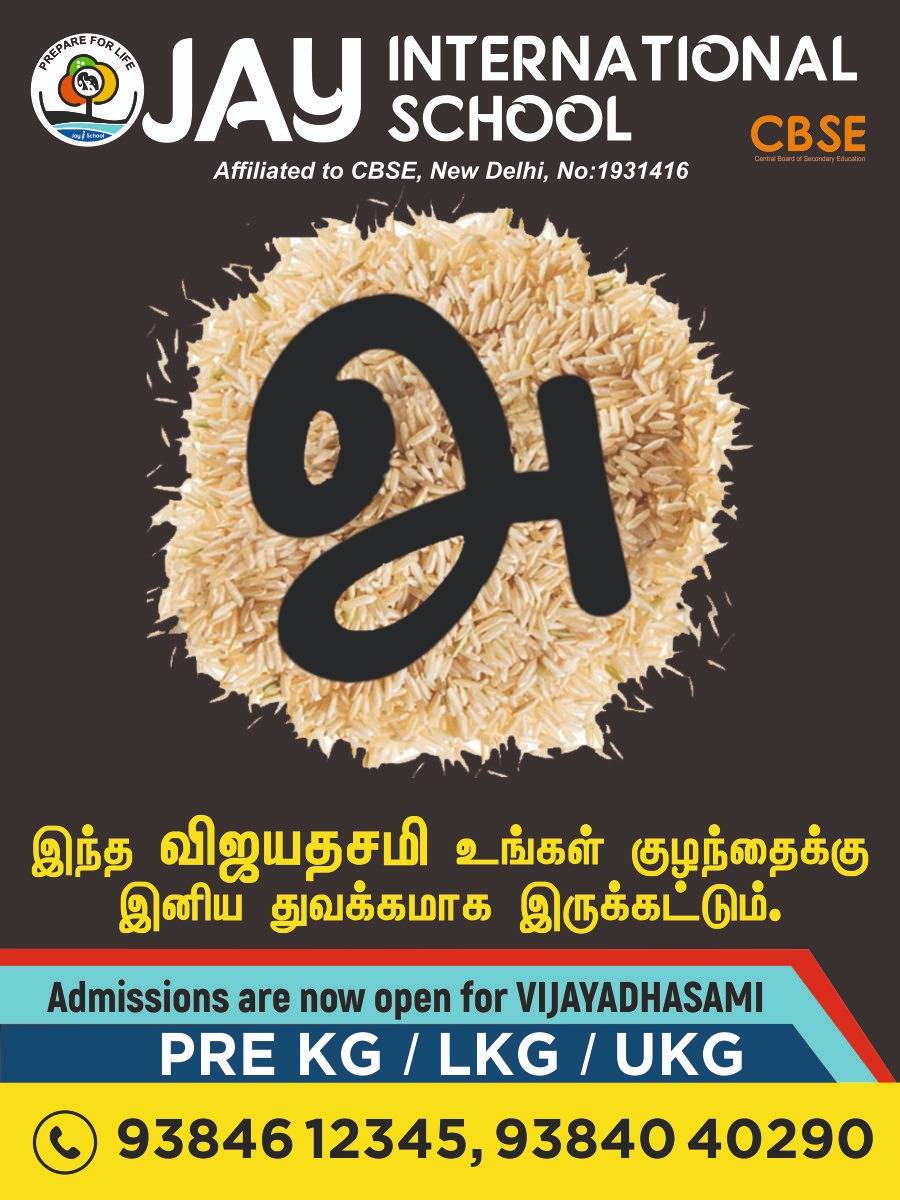 PREPARE FOR LIFE
Jay i School
JAY INTERNATIONAL
SCHOOL
CBSE
Central Board of Secondary Education
Affiliated to CBSE, New Delhi, No:1931416
அ
இந்த விஜயதசமி உங்கள் குழந்தைக்கு
இனிய துவக்கமாக இருக்கட்டும்.
Admissions are now open for VIJAYADHASAMI
PRE KG / LKG / UKG
93846 12345, 93840 40290